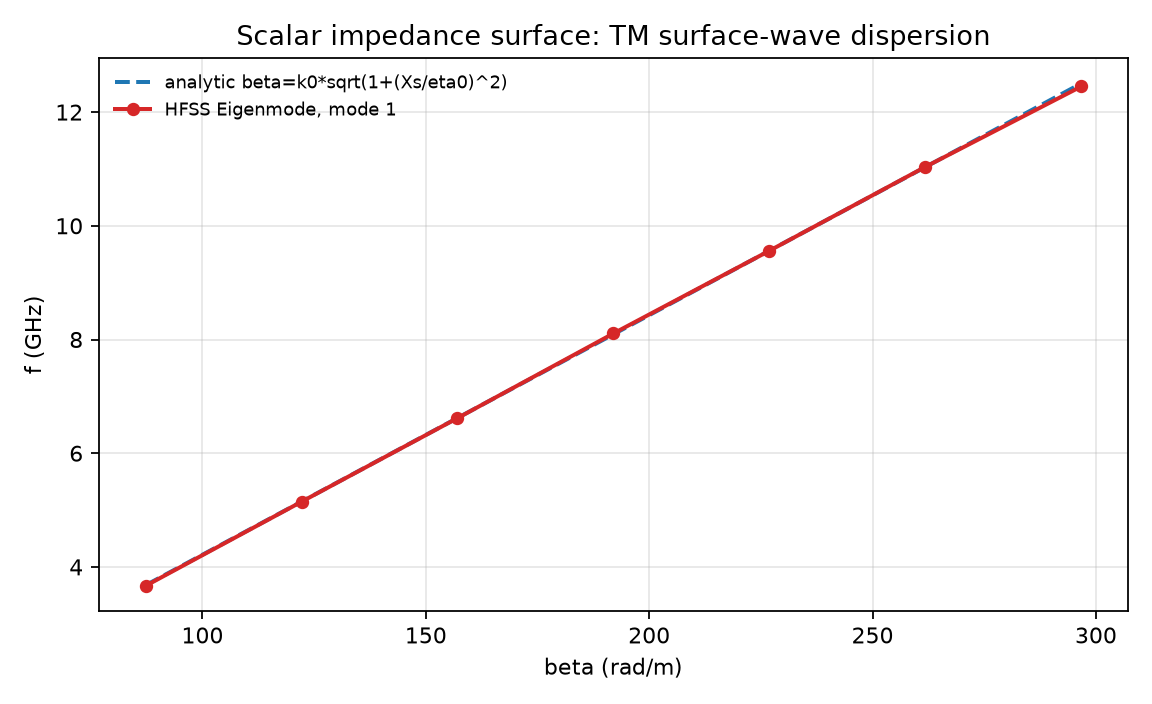 Scalar impedance surface: TM surface-wave dispersion
analytic beta=k0*sqrt(1+(Xs/eta0)^2)
HFSS Eigenmode, mode 1
12
10
8
6
4
f (GHz)
100 150 200 250 300
beta (rad/m)